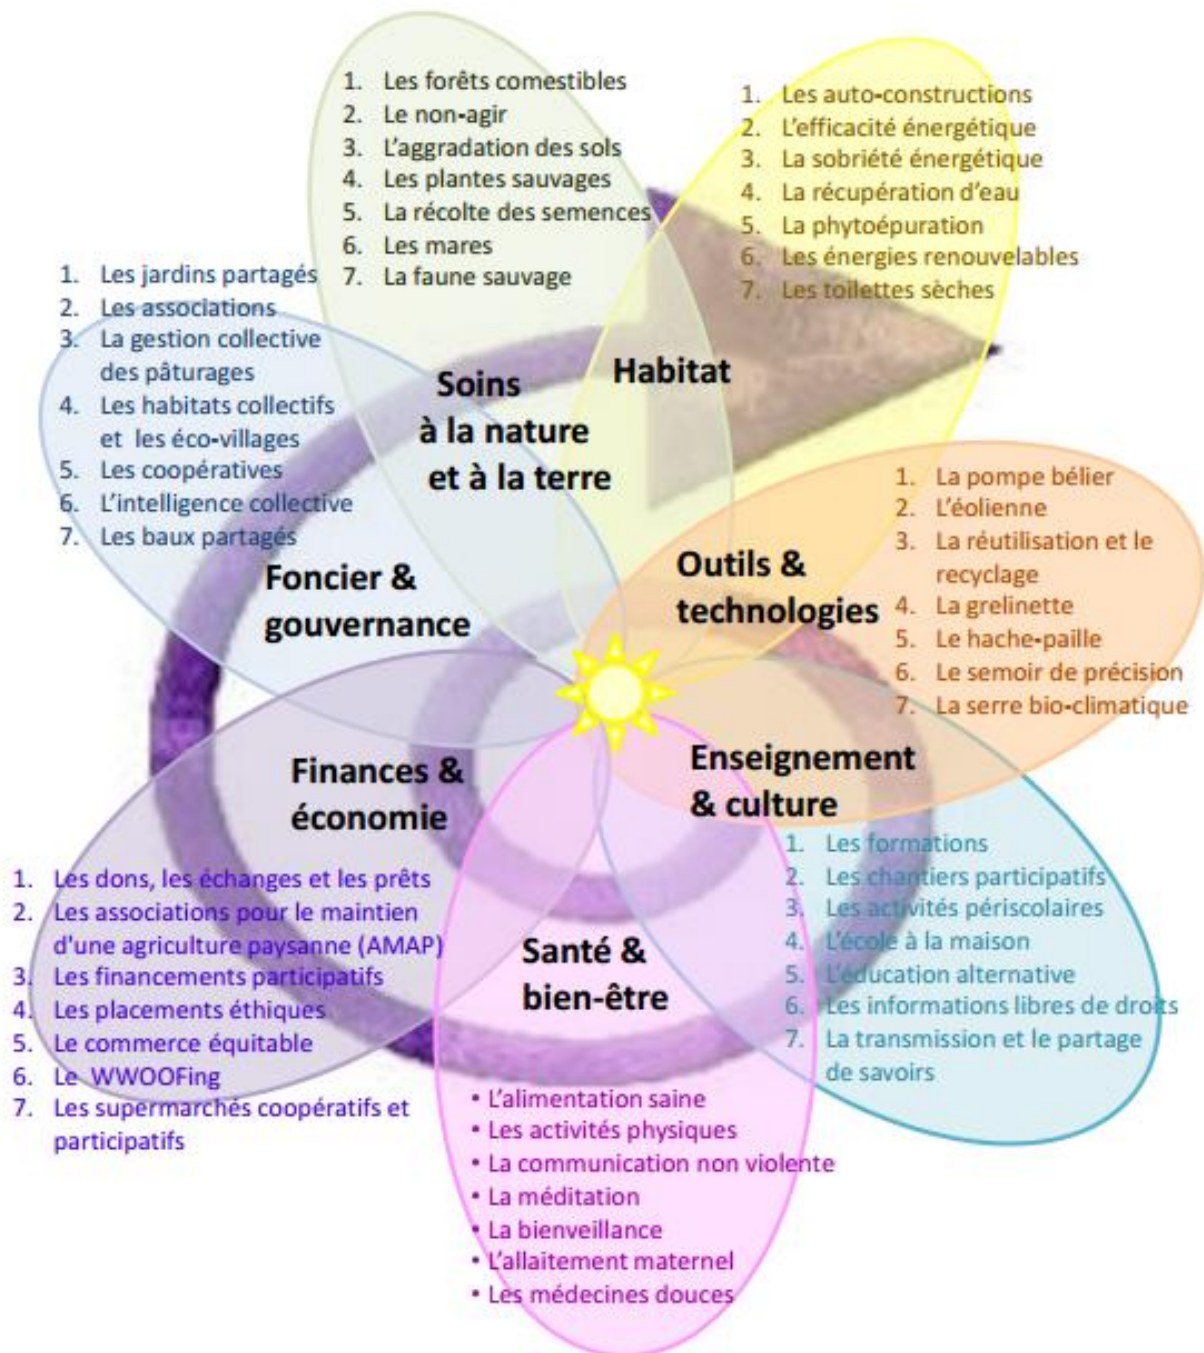 1. Les forêts comestibles
2. Le non-agir
3. L'aggradation des sols
4. Les plantes sauvages
5. La récolte des semences
6. Les mares
7. La faune sauvage
Soins
à la nature
et à la terre
1. Les auto-constructions
2. L'efficacité énergétique
3. La sobriété énergétique
4. La récupération d'eau
5. La phytoépuration
6. Les énergies renouvelables
7. Les toilettes sèches
Habitat
1. La pompe bélier
2. L'éolienne
3. La réutilisation et le
recyclage
4. La grelinette
5. Le hache-paille
6. Le semoir de précision
7. La serre bio-climatique
Outils &
technologies
Enseignement
& culture
1. Les formations
2. Les chantiers participatifs
3. Les activités périscolaires
4. L'école à la maison
5. L'éducation alternative
6. Les informations libres de droits
7. La transmission et le partage
de savoirs
Santé &
bien-être
• L'alimentation saine
• Les activités physiques
• La communication non violente
• La méditation
• La bienveillance
• L'allaitement maternel
• Les médecines douces
Finances &
économie
1. Les dons, les échanges et les prêts
2. Les associations pour le maintien
d'une agriculture paysanne (AMAP)
3. Les financements participatifs
4. Les placements éthiques
5. Le commerce équitable
6. Le WWOOFing
7. Les supermarchés coopératifs et
participatifs
1. Les jardins partagés
2. Les associations
3. La gestion collective
des pâturages
4. Les habitats collectifs
et les éco-villages
5. Les coopératives
6. L'intelligence collective
7. Les baux partagés
Foncier &
gouvernance